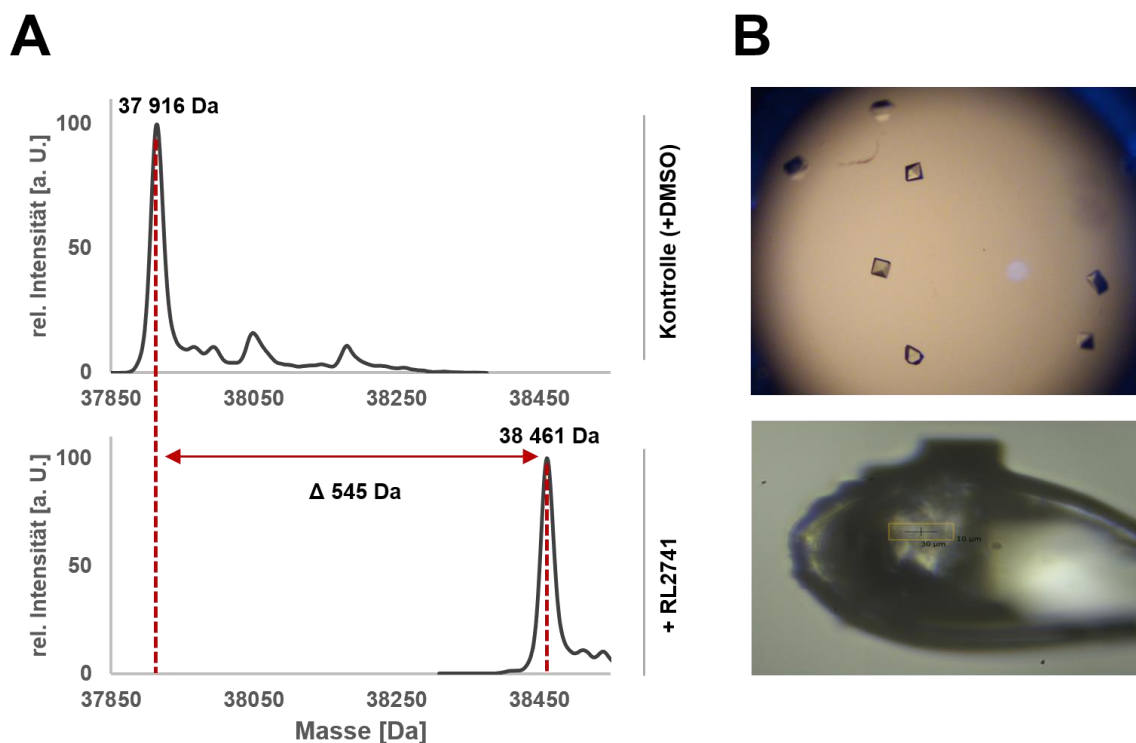 A
37 916 Da
rel. Intensität [a. U.]
100
50
0
37850
38050
38250
38450
Kontrolle (+DMSO)
38 461 Da
Δ 545 Da
rel. Intensität [a. U.]
100
50
0
37850
38050
38250
38450
Masse [Da]
+ RL2741
B
30 µm
10 µm